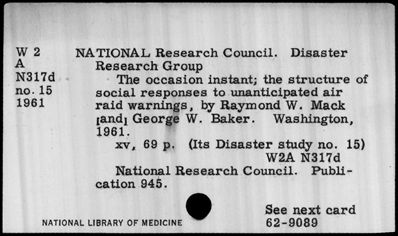 W 2
A
N317d
no. 15
1961
NATIONAL Research Council. Disaster
Research Group
The occasion instant; the structure of
social responses to unanticipated air
raid warnings, by Raymond W. Mack
[and] George W. Baker. Washington,
1961.
xv, 69 p. (Its Disaster study no. 15)
W2A N317d
National Research Council. Publi-
cation 945.
See next card
NATIONAL LIBRARY OF MEDICINE 62-9089